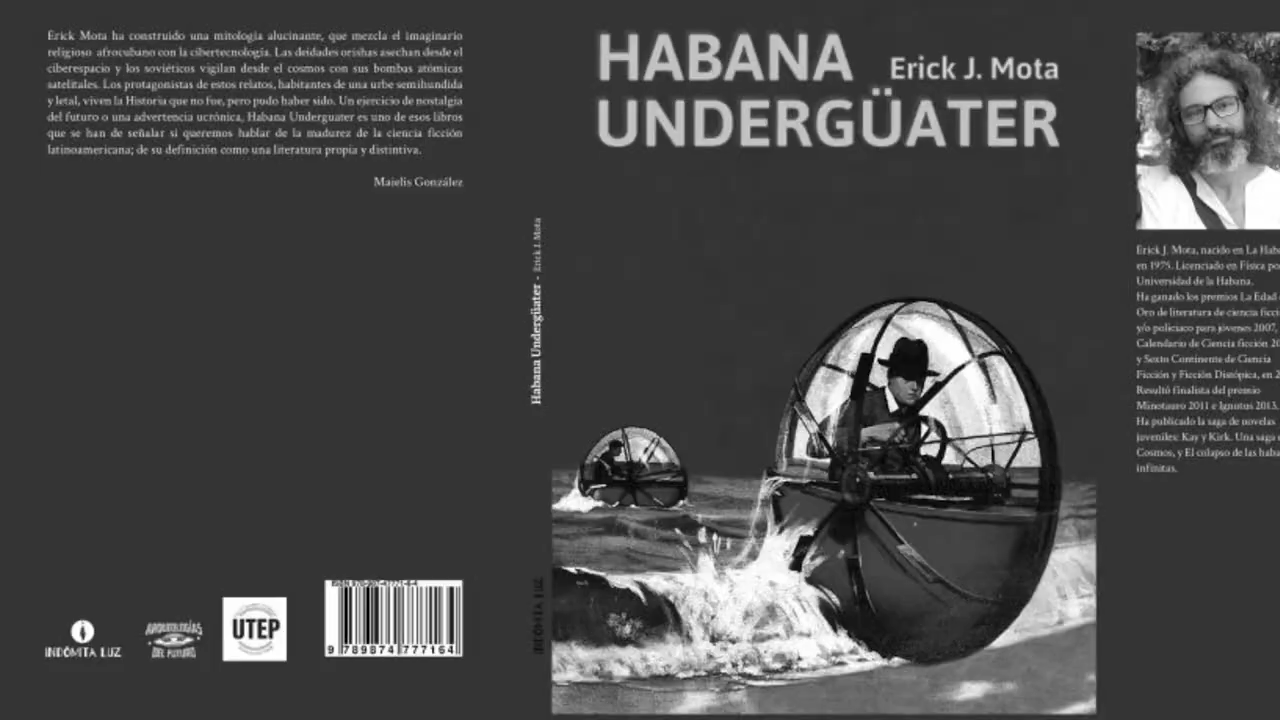 Erick Mota ha construido una mitología alucinante, que mezcla el imaginario
religioso afrocubano con la cibertecnología. Las deidades orishas asechan desde el
ciberespacio y los soviéticos vigilan desde el cosmos con sus bombas atómicas
satelitales. Los protagonistas de estos relatos, habitantes de una urbe semihundida
y letal, viven la Historia que no fue, pero pudo haber sido. Un ejercicio de nostalgia
del futuro o una advertencia ucrónica, Habana Underguater es uno de esos libros
que se han de señalar si queremos hablar de la madurez de la ciencia ficción
latinoamericana; de su definición como una literatura propia y distintiva.
Maielis González
INDÓMITA LUZ
ARQUEOLOGÍAS
DEL FUTURO
UTEP
9 789874 777164
Habana Undergüater - Erick J. Mota
INDÓMITA LUZ
HABANA
Erick J. Mota
UNDERGÜATER
Erick J. Mota, nacido en La Haba
en 1975. Licenciado en Física po
Universidad de la Habana.
Ha ganado los premios La Edad
Oro de literatura de ciencia ficci
y/o policiaco para jóvenes 2007,
Calendario de Ciencia ficción 20
y Sexto Continente de Ciencia
Ficción y Ficción Distópica, en 2
Resultó finalista del premio
Minotauro 2011 e Ignotus 2013.
Ha publicado la saga de novelas
juveniles: Kay y Kirk. Una saga
Cosmos, y El colapso de las haba
infinitas.